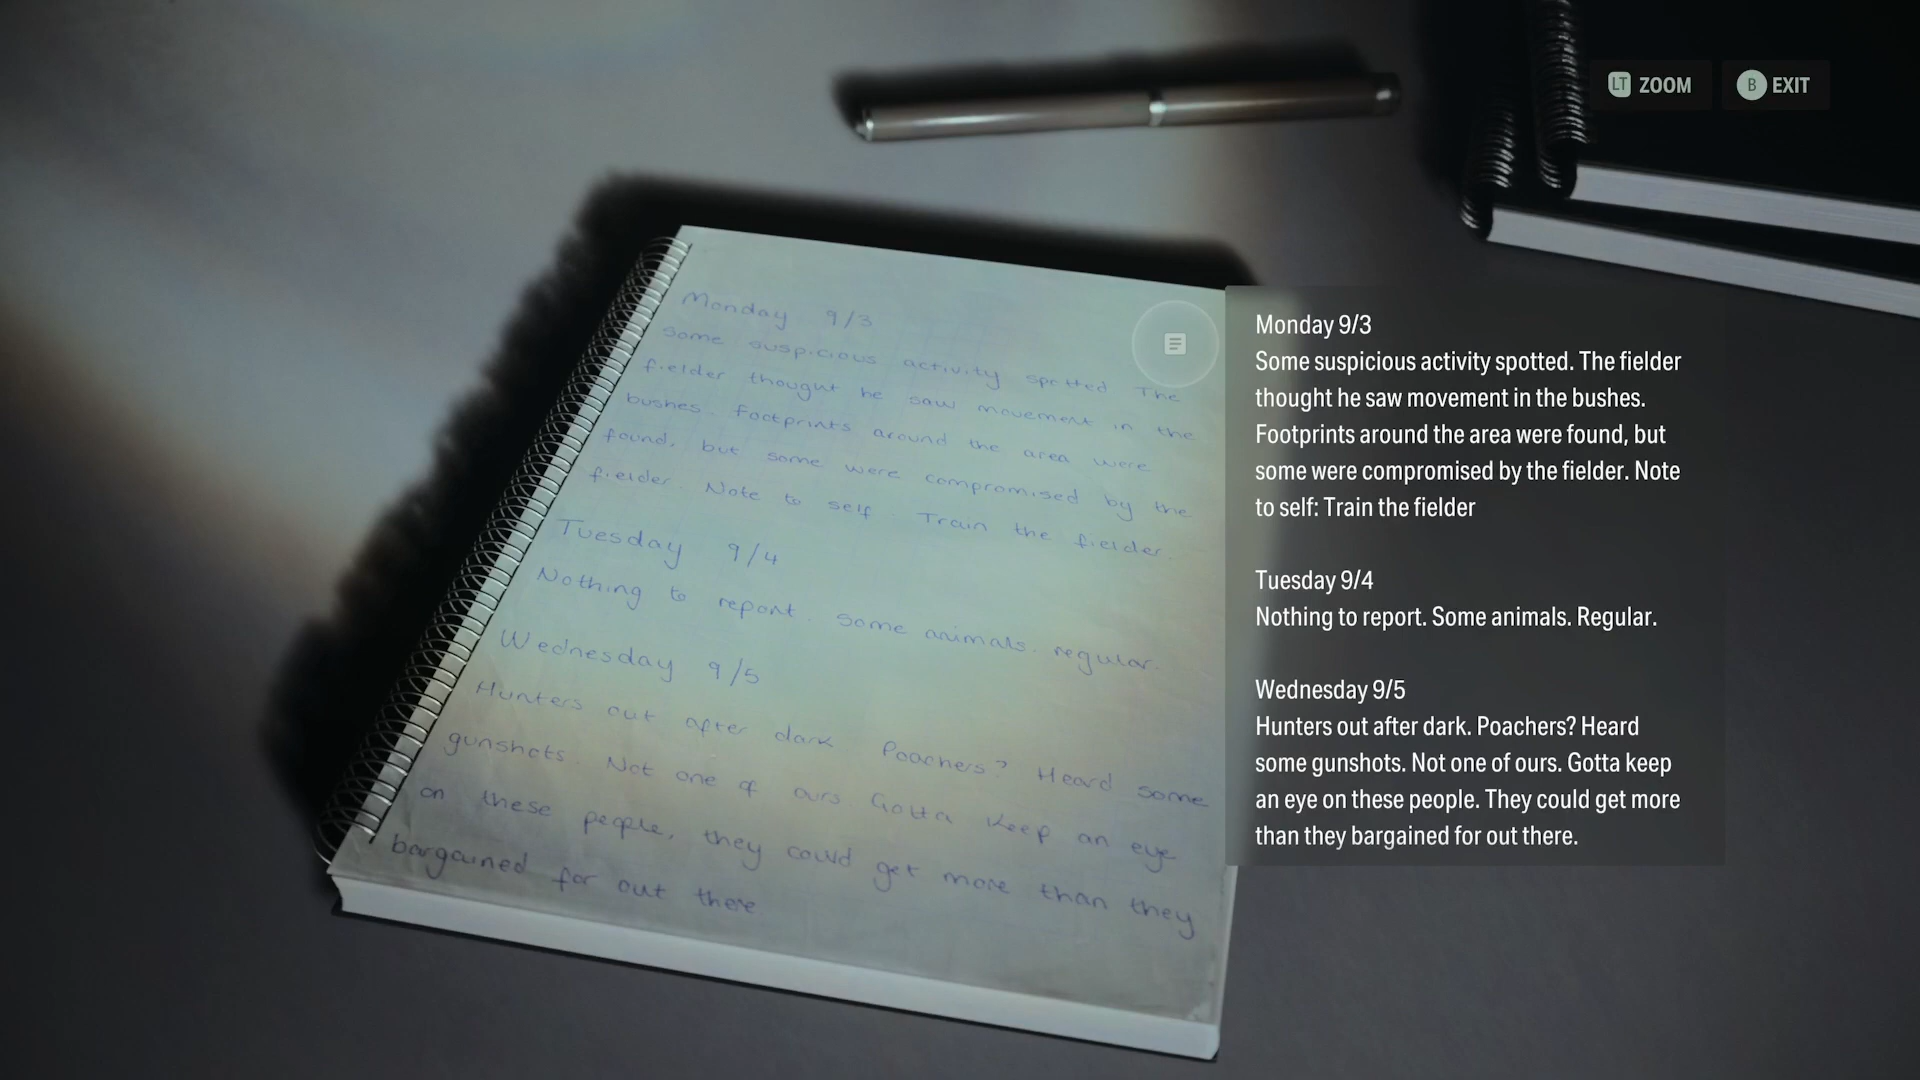 LT ZOOM
B EXIT
Monday 9/3
Some suspicious activity spotted The
fielder thought he saw movement in the
bushes. Footprints around the area were
found, but some were compromised by the
fielder. Note to self. Train the fielder.
Tuesday 9/4
Nothing to report. Some animals. regular.
Wednesday 9/5
Hunters out after dark. Poachers? Heard some
gunshots. Not one of ours. Gotta keep an eye
on these people, they could get more than they
bargained for out there.
Monday 9/3
Some suspicious activity spotted. The fielder
thought he saw movement in the bushes.
Footprints around the area were found, but
some were compromised by the fielder. Note
to self: Train the fielder
Tuesday 9/4
Nothing to report. Some animals. Regular.
Wednesday 9/5
Hunters out after dark. Poachers? Heard
some gunshots. Not one of ours. Gotta keep
an eye on these people. They could get more
than they bargained for out there.